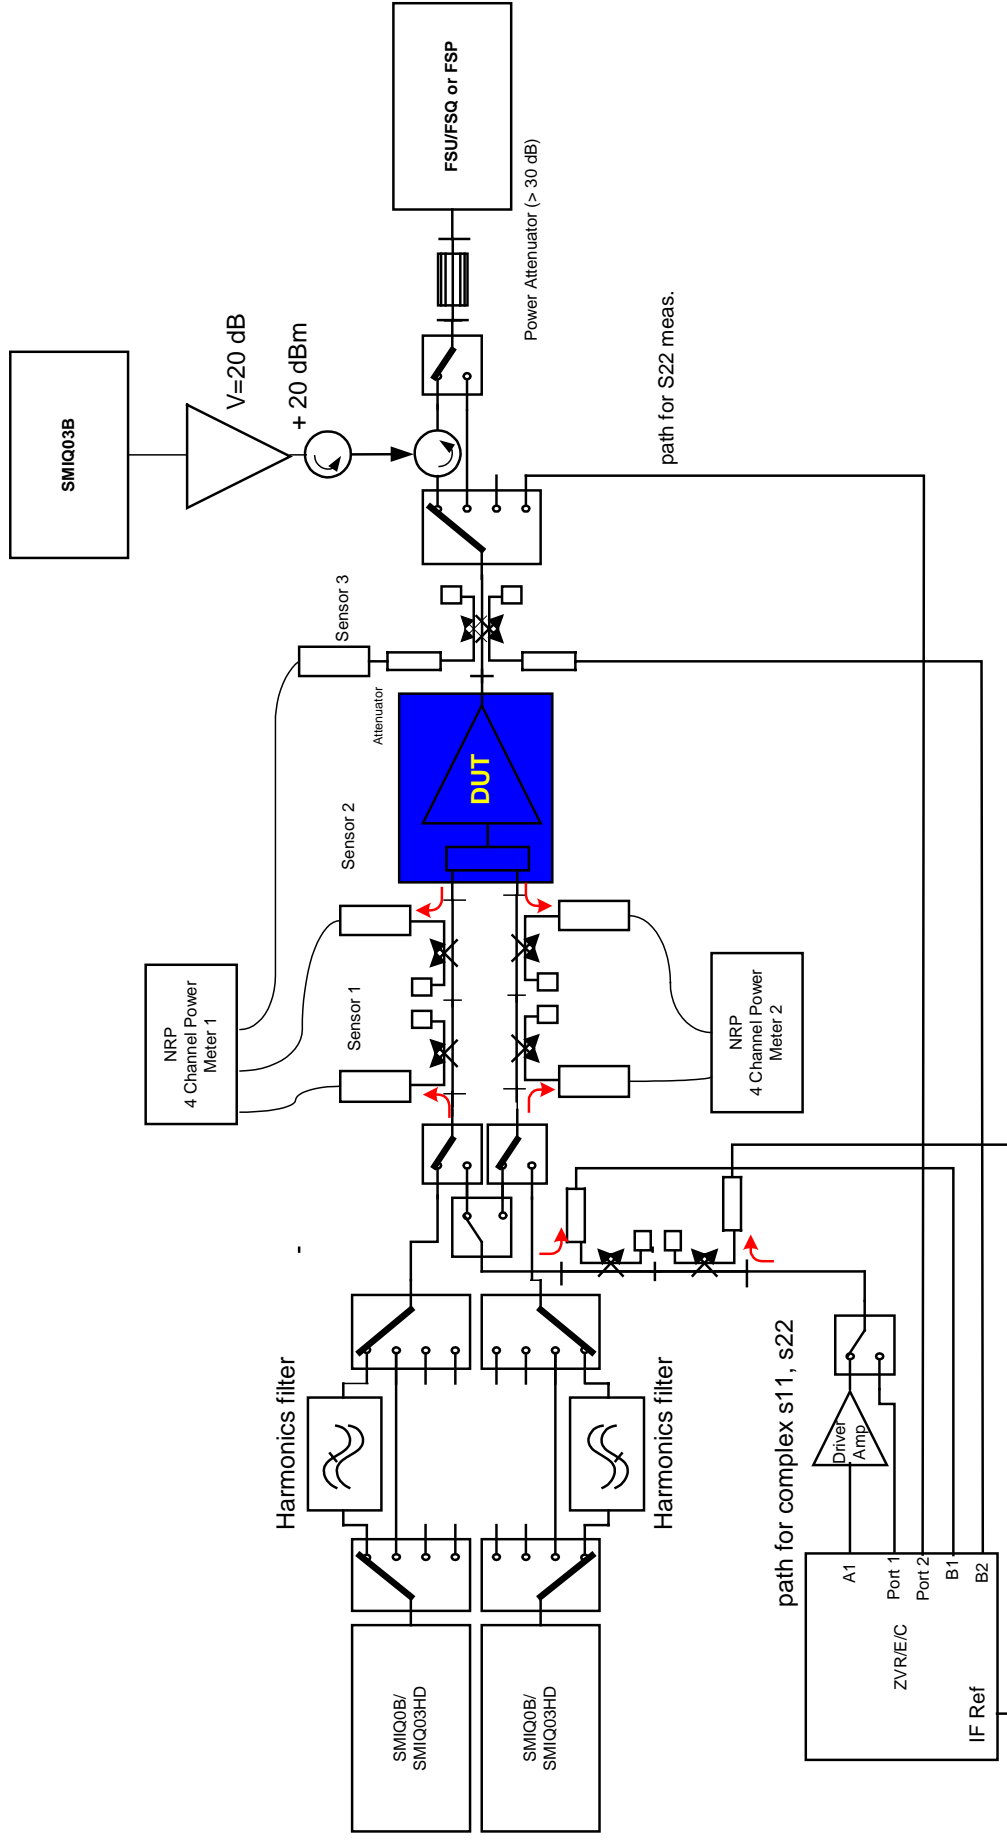 SMIQ03B
V=20 dB
+ 20 dBm
FSU/FSQ or FSP
Power Attenuator (> 30 dB)
path for S22 meas.
Sensor 3
Attenuator
DUT
Sensor 2
Sensor 1
NRP
4 Channel Power
Meter 1
NRP
4 Channel Power
Meter 2
Harmonics filter
Harmonics filter
SMIQ0B/
SMIQ03HD
SMIQ0B/
SMIQ03HD
path for complex s11, s22
Driver
Amp
A1
Port 1
Port 2
B1
B2
ZVR/E/C
IF Ref